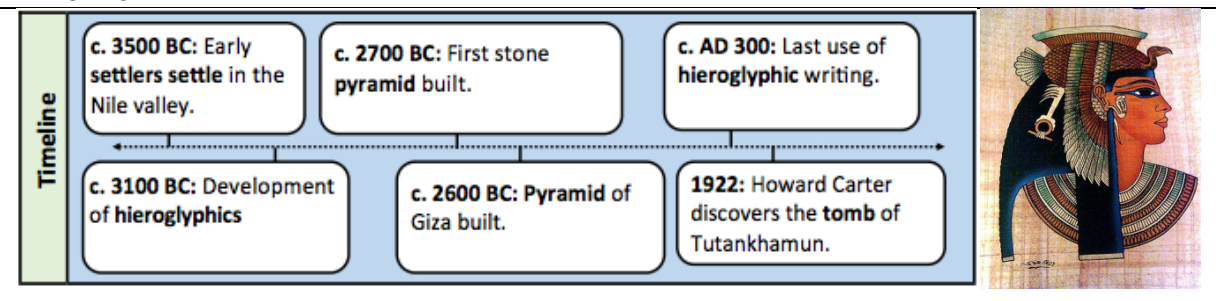 Timeline
c. 3500 BC: Early
settlers settle in the
Nile valley.
c. 2700 BC: First stone
pyramid built.
c. AD 300: Last use of
hieroglyphic writing.
c. 3100 BC: Development
of hieroglyphics
c. 2600 BC: Pyramid of
Giza built.
1922: Howard Carter
discovers the tomb of
Tutankhamun.